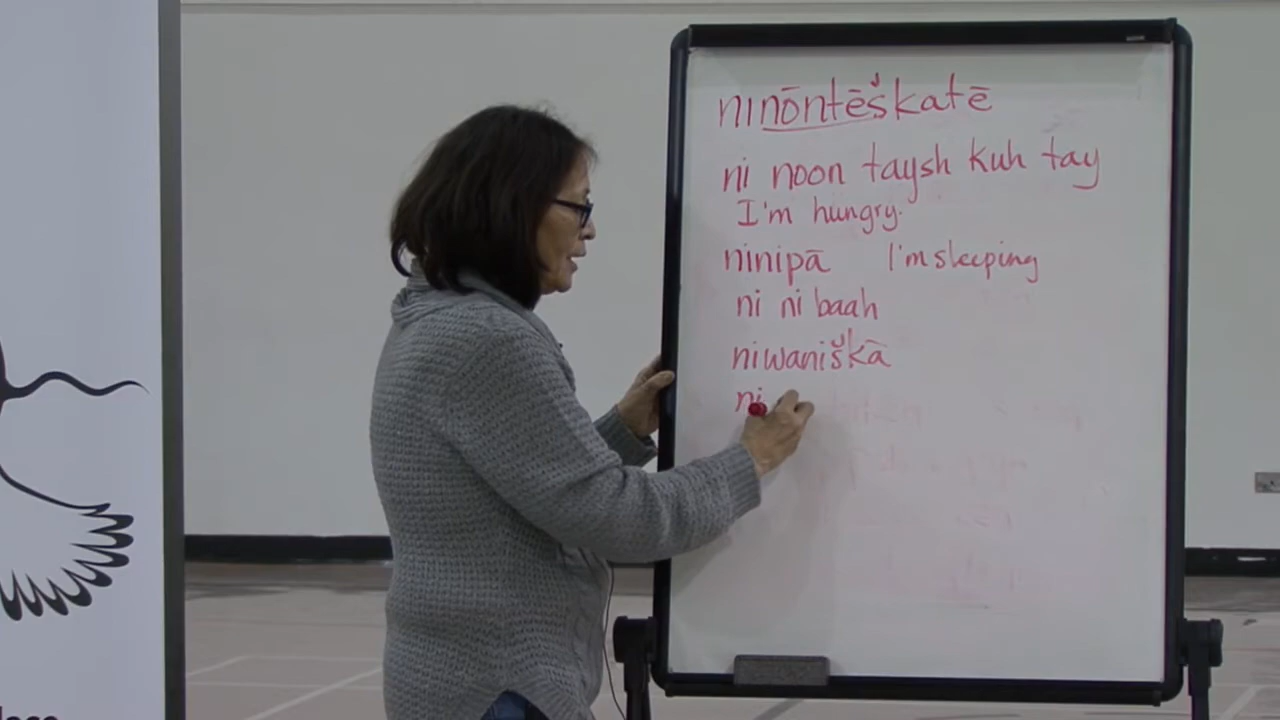 ninōntēškatē
ni noon taysh kuh tay
I'm hungry.
ninipā I'm sleeping
ni ni baah
niwaniškā
ni